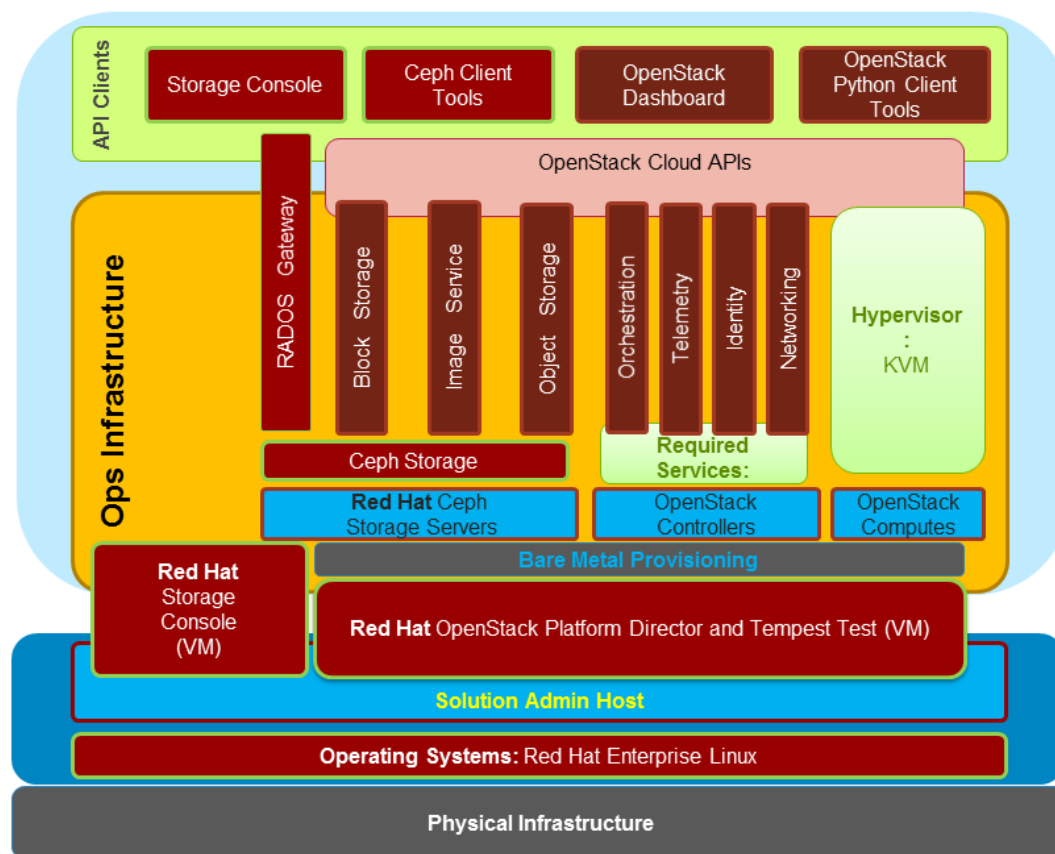 API Clients
Storage Console
Ceph Client
Tools
OpenStack
Dashboard
OpenStack
Python Client
Tools
OpenStack Cloud APIs
Ops Infrastructure
RADOS Gateway
Block Storage
Image Service
Object Storage
Orchestration
Telemetry
Identity
Networking
Hypervisor
:
KVM
Ceph Storage
Required
Services:
Red Hat Ceph
Storage Servers
OpenStack
Controllers
OpenStack
Computes
Bare Metal Provisioning
Red Hat
Storage
Console
(VM)
Red Hat OpenStack Platform Director and Tempest Test (VM)
Solution Admin Host
Operating Systems: Red Hat Enterprise Linux
Physical Infrastructure